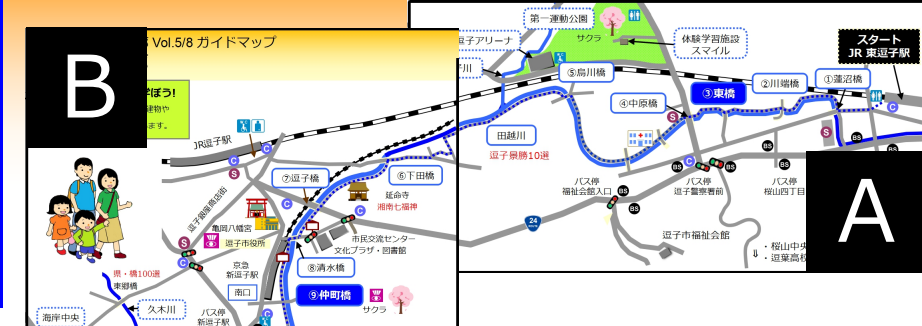 Vol.5/8 ガイドマップ
B
ぼう!
建物や
ます。
JR逗子駅
C
C
S
逗子銀座商店街
亀岡八幡宮
逗子市役所
S
C
県・橋100選
東郷橋
久木川
海岸中央
バス停
新逗子駅
京急
新逗子駅
南口
C
⑦逗子橋
C
C
延命寺
湘南七福神
⑥下田橋
市民交流センター
文化プラザ・図書館
⑧清水橋
⑨仲町橋
サクラ
第一運動公園
サクラ
逗子アリーナ
体験学習施設
スマイル
スタート
JR 東逗子駅
⑤烏川橋
④中原橋
③東橋
②川端橋
①蓮沼橋
C
S
S
田越川
逗子景勝10選
C
バス停
福祉会館入口
BS
BS
バス停
逗子警察署前
BS
BS
BS
BS
バス停
桜山四丁目
24
逗子市福祉会館
⇓
・桜山中央
・逗葉高校
A